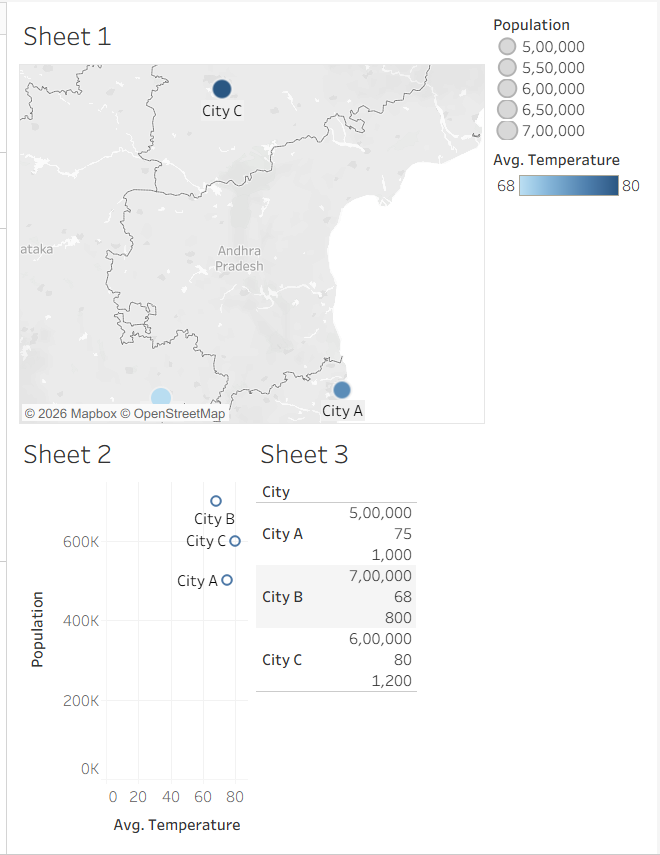 Sheet 1
City C
ataka
Andhra
Pradesh
© 2026 Mapbox © OpenStreetMap
City A
Population
5,00,000
5,50,000
6,00,000
6,50,000
7,00,000
Avg. Temperature
68 80
Sheet 2
City B
City C
City A
600K
400K
200K
0K
Population
0 20 40 60 80
Avg. Temperature
Sheet 3
City
5,00,000
City A 75
1,000
7,00,000
City B 68
800
6,00,000
City C 80
1,200